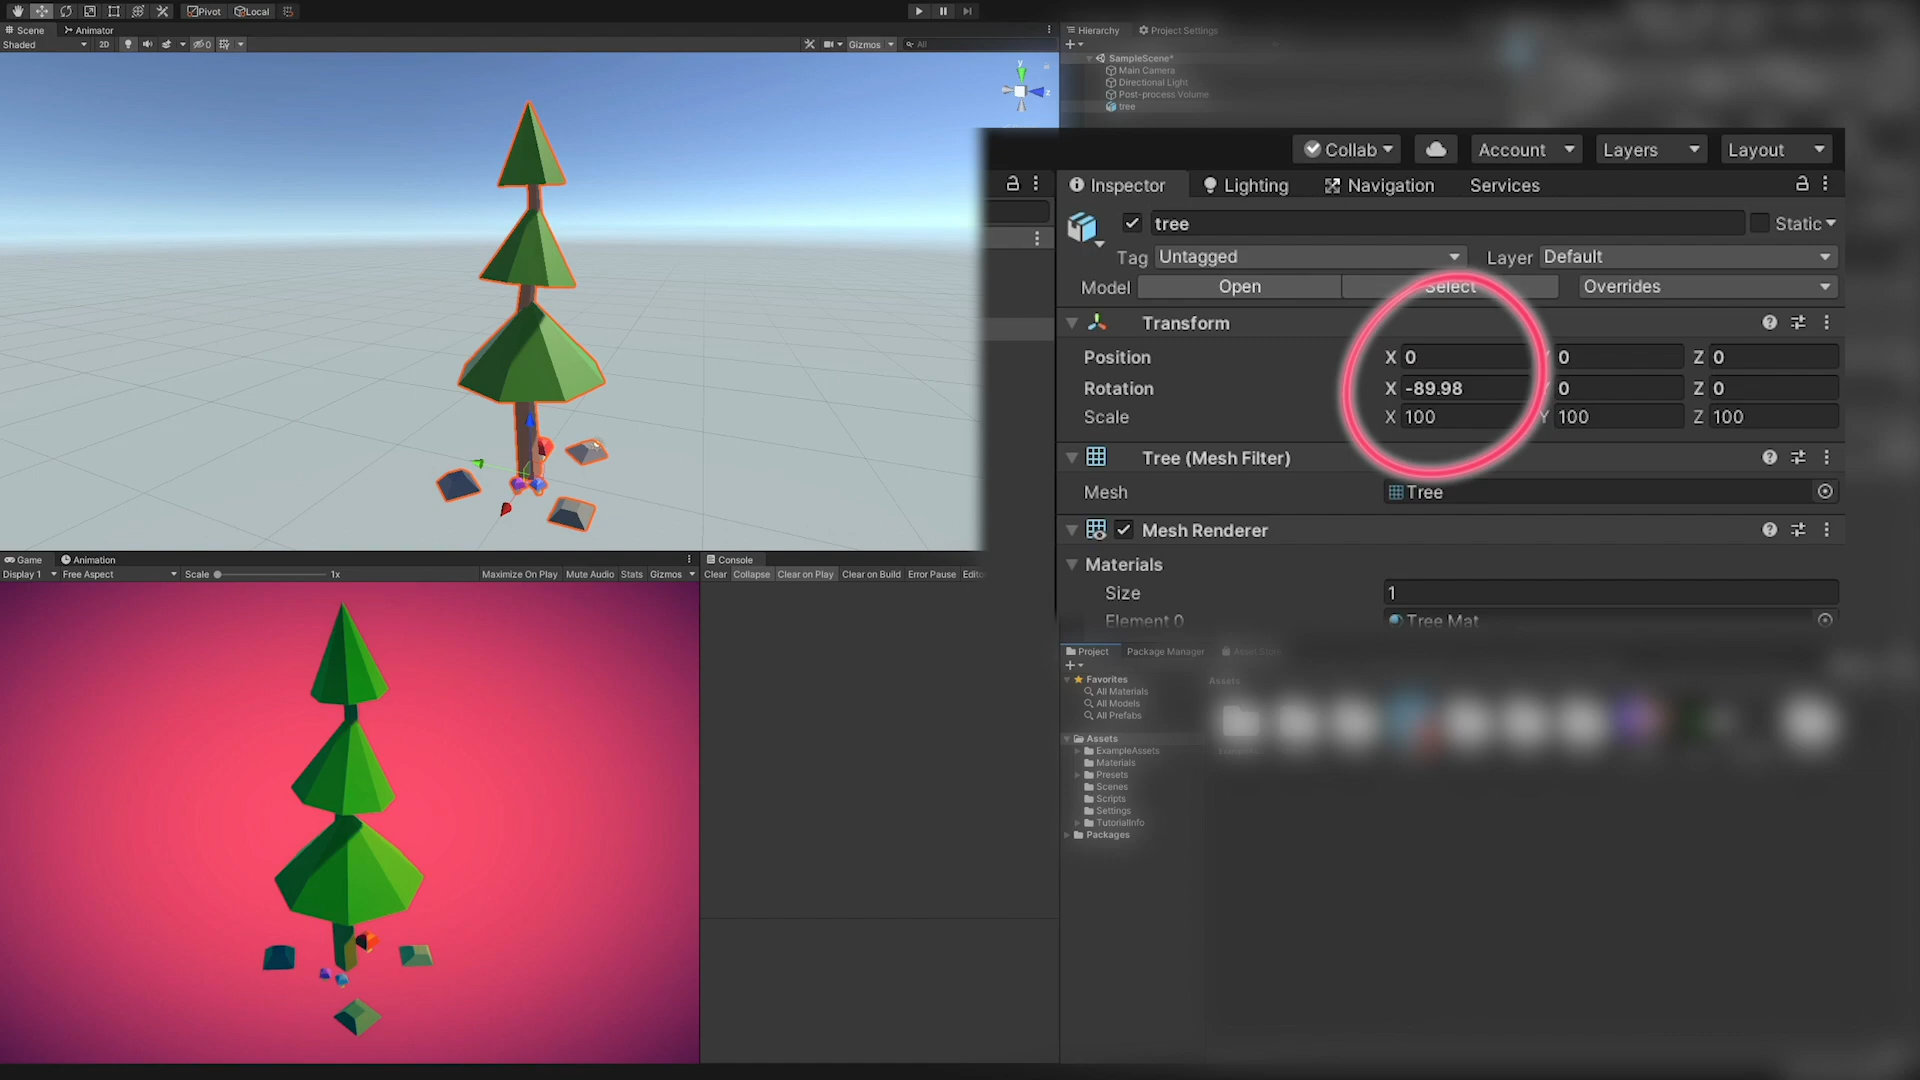 Pivot Local
Scene Animator
Shaded 2D 0 Gizmos All
y
z
Hierarchy Project Settings
SampleScene*
Main Camera
Directional Light
Post-process Volume
tree
Collab Account Layers Layout
Inspector Lighting Navigation Services
tree Static
Tag Untagged Layer Default
Model Open Select Overrides
Transform
Position X 0 Y 0 Z 0
Rotation X -89.98 Y 0 Z 0
Scale X 100 Y 100 Z 100
Tree (Mesh Filter)
Mesh Tree
Mesh Renderer
Materials
Size 1
Element 0 Tree Mat
Game Animation
Display 1 Free Aspect Scale 1x Maximize On Play Mute Audio Stats Gizmos
Console
Clear Collapse Clear on Play Clear on Build Error Pause Edito
Project Package Manager Asset Store
Favorites
All Materials
All Models
All Prefabs
Assets
ExampleAssets
Materials
Presets
Scenes
Scripts
Settings
TutorialInfo
Packages
Assets